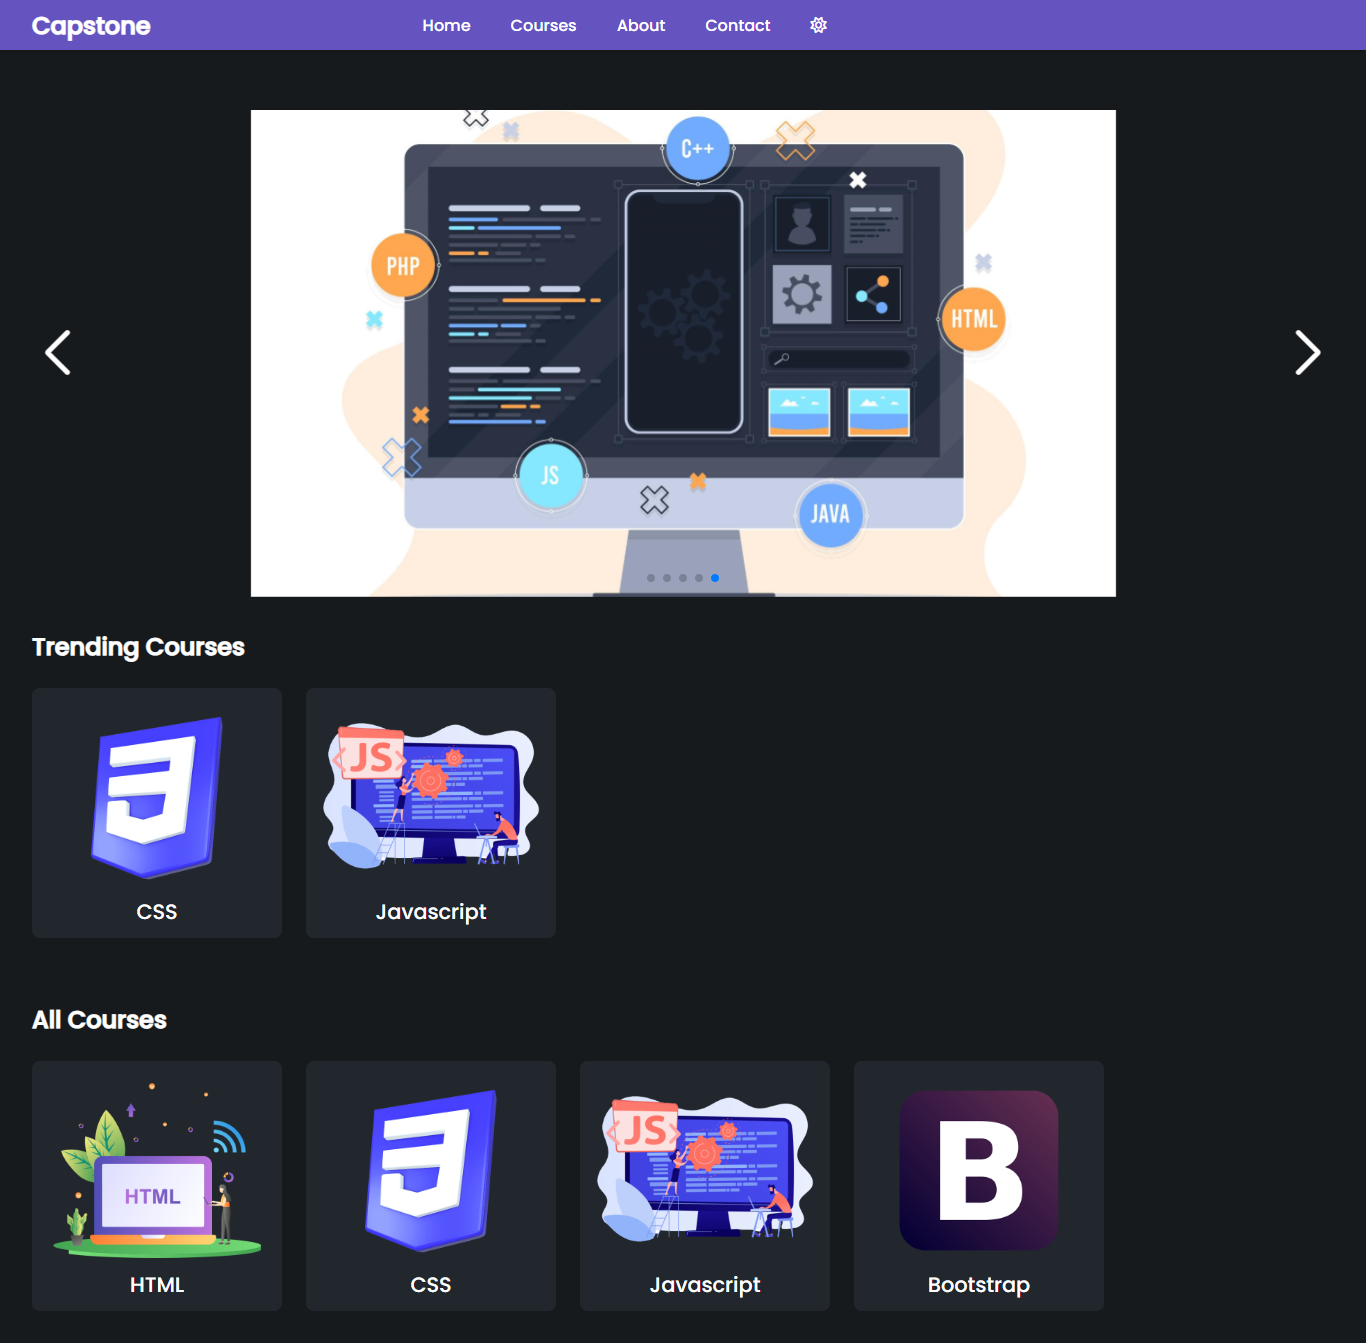 Capstone Home Courses About Contact
C++
PHP
HTML
JS
JAVA
Trending Courses
JS
CSS Javascript
All Courses
HTML JS B
HTML CSS Javascript Bootstrap